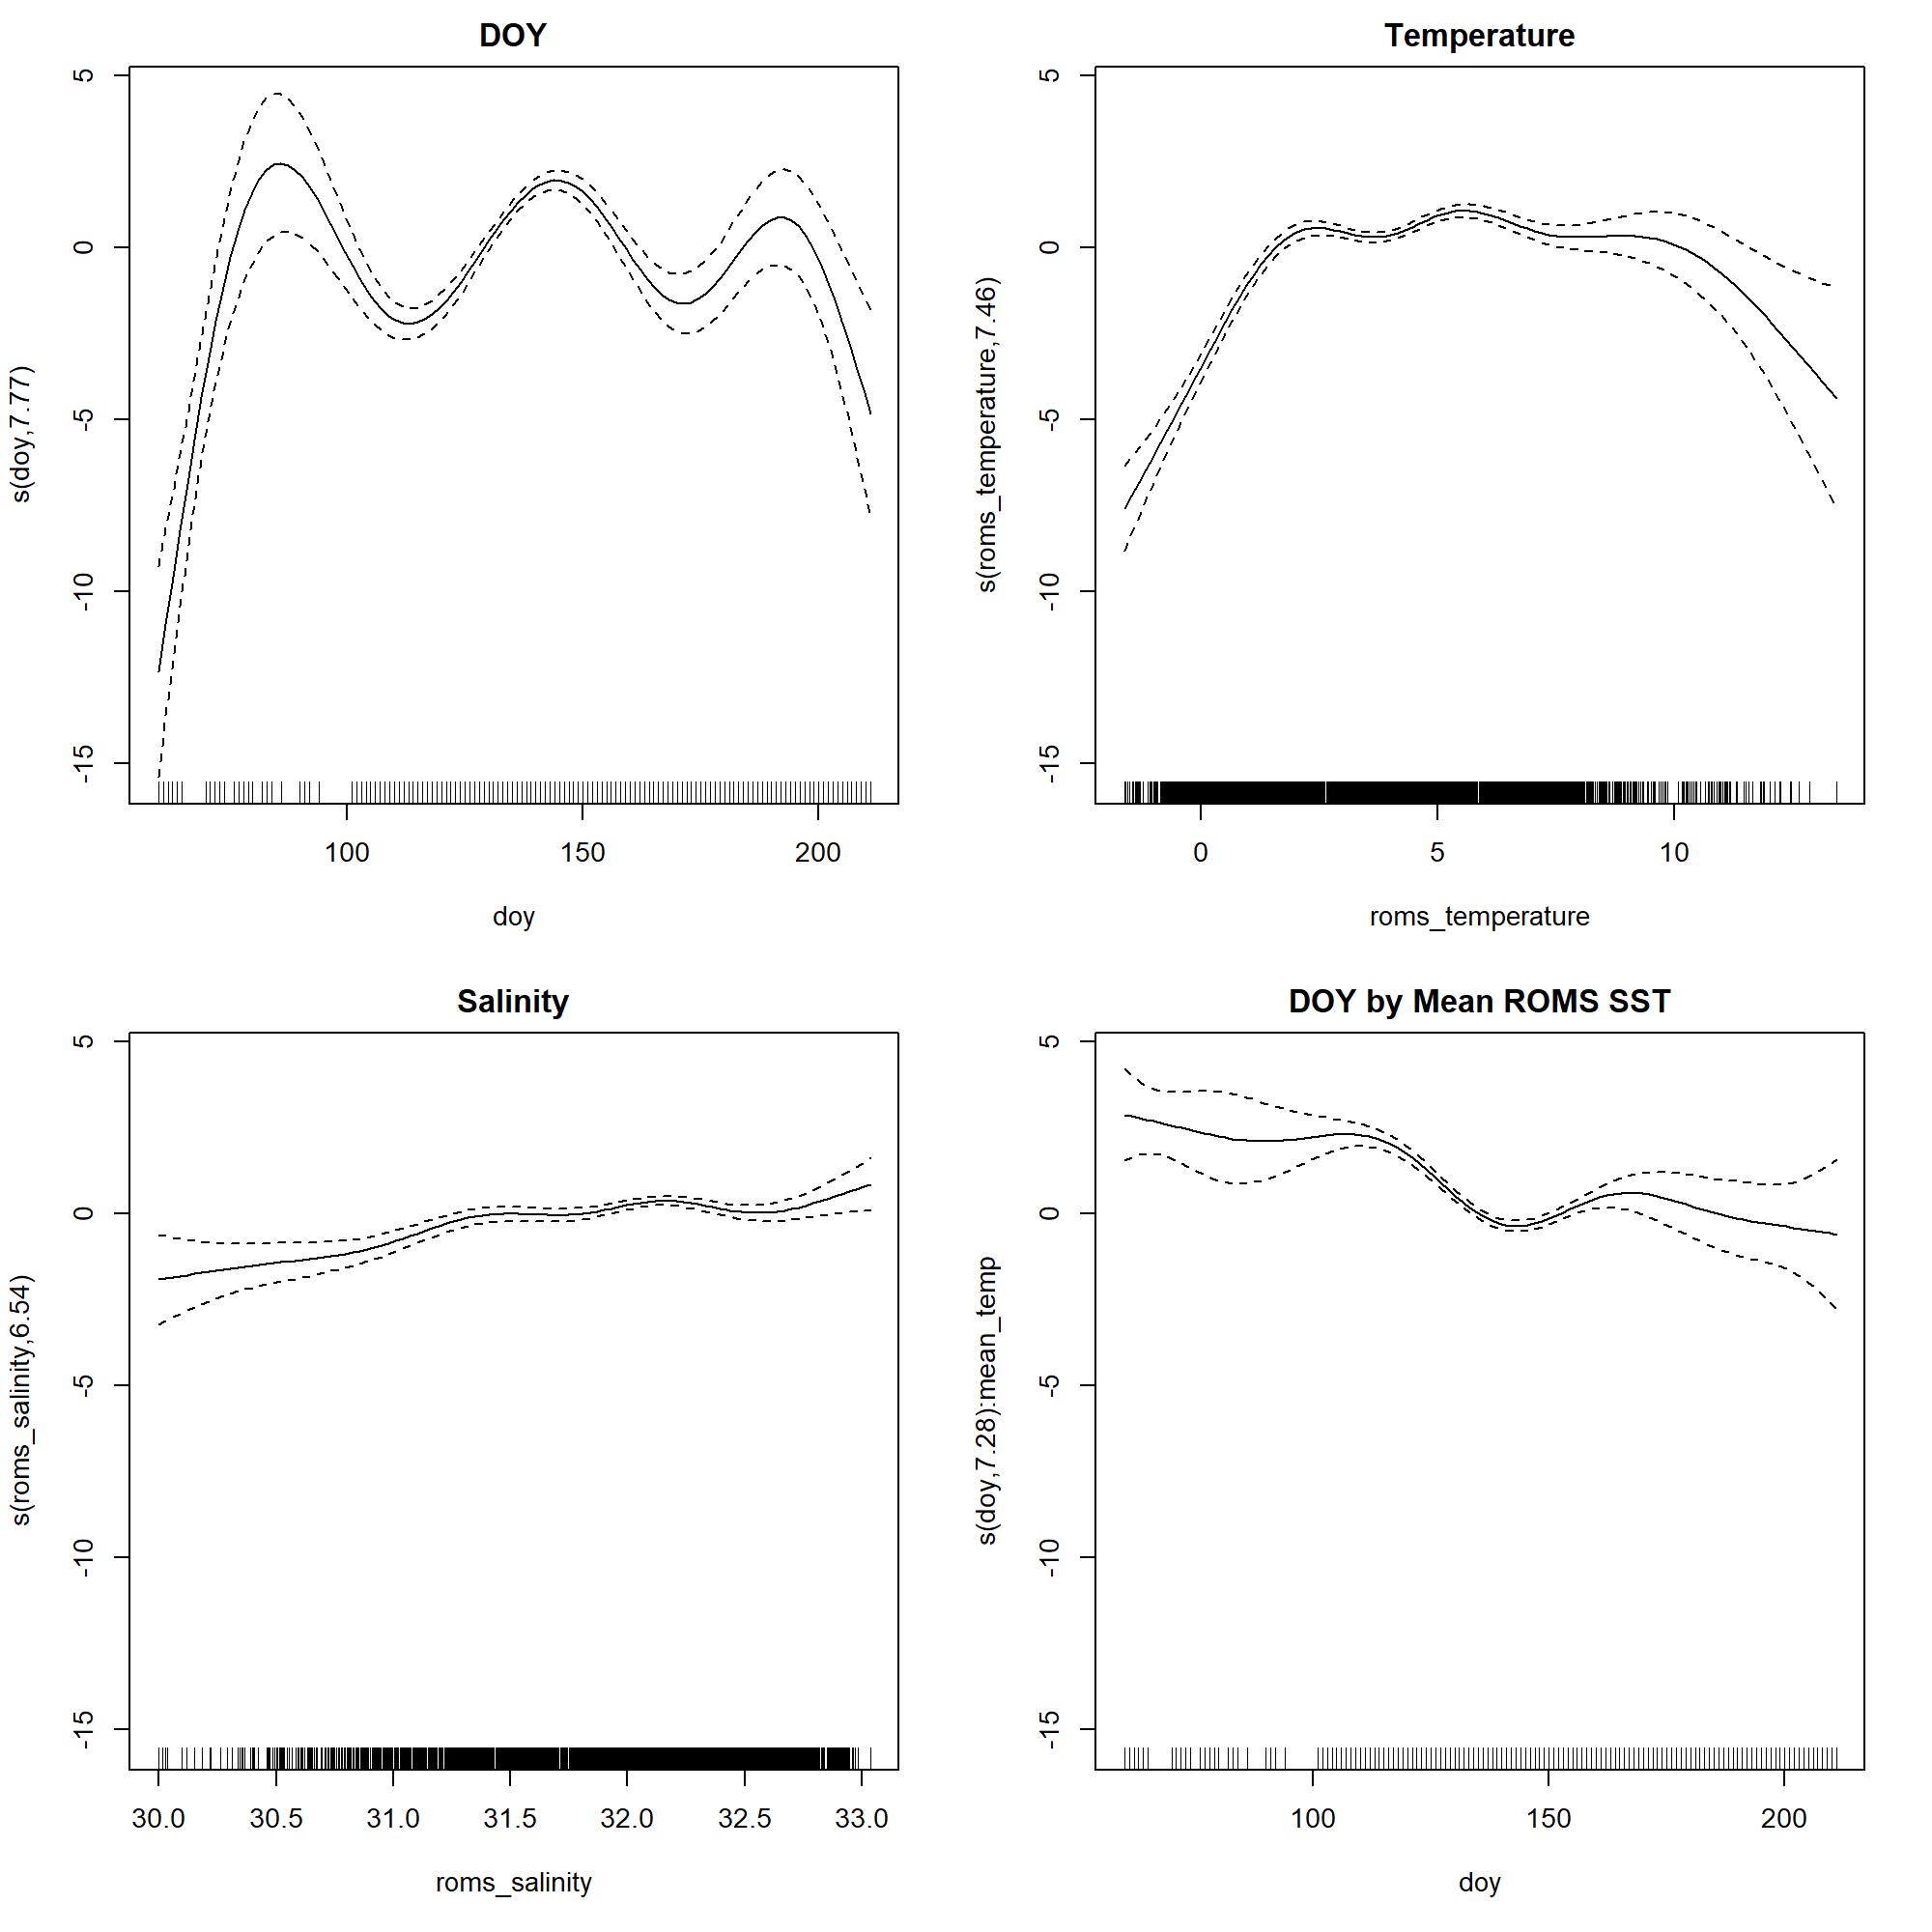 DOY
s(doy,7.77)
5
0
-5
-10
-15
100 150 200
doy
Temperature
s(roms_temperature,7.46)
5
0
-5
-10
-15
0 5 10
roms_temperature
Salinity
s(roms_salinity,6.54)
5
0
-5
-10
-15
30.0 30.5 31.0 31.5 32.0 32.5 33.0
roms_salinity
DOY by Mean ROMS SST
s(doy,7.28):mean_temp
5
0
-5
-10
-15
100 150 200
doy